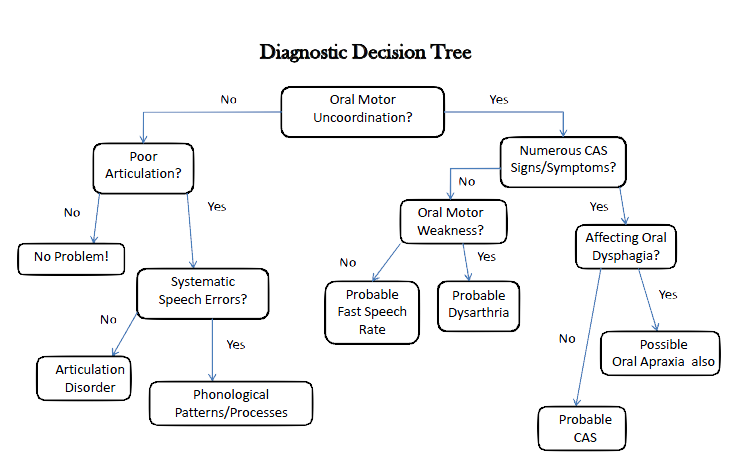 Diagnostic Decision Tree
No
Oral Motor
Uncoordination?
Yes
Poor
Articulation?
Numerous CAS
Signs/Symptoms?
No
Yes
No
Yes
No Problem!
Oral Motor
Weakness?
Affecting Oral
Dysphagia?
Systematic
Speech Errors?
No
Yes
No
Yes
Probable
Fast Speech
Rate
Probable
Dysarthria
No
Yes
Articulation
Disorder
Phonological
Patterns/Processes
No
Yes
Possible
Oral Apraxia also
Probable
CAS